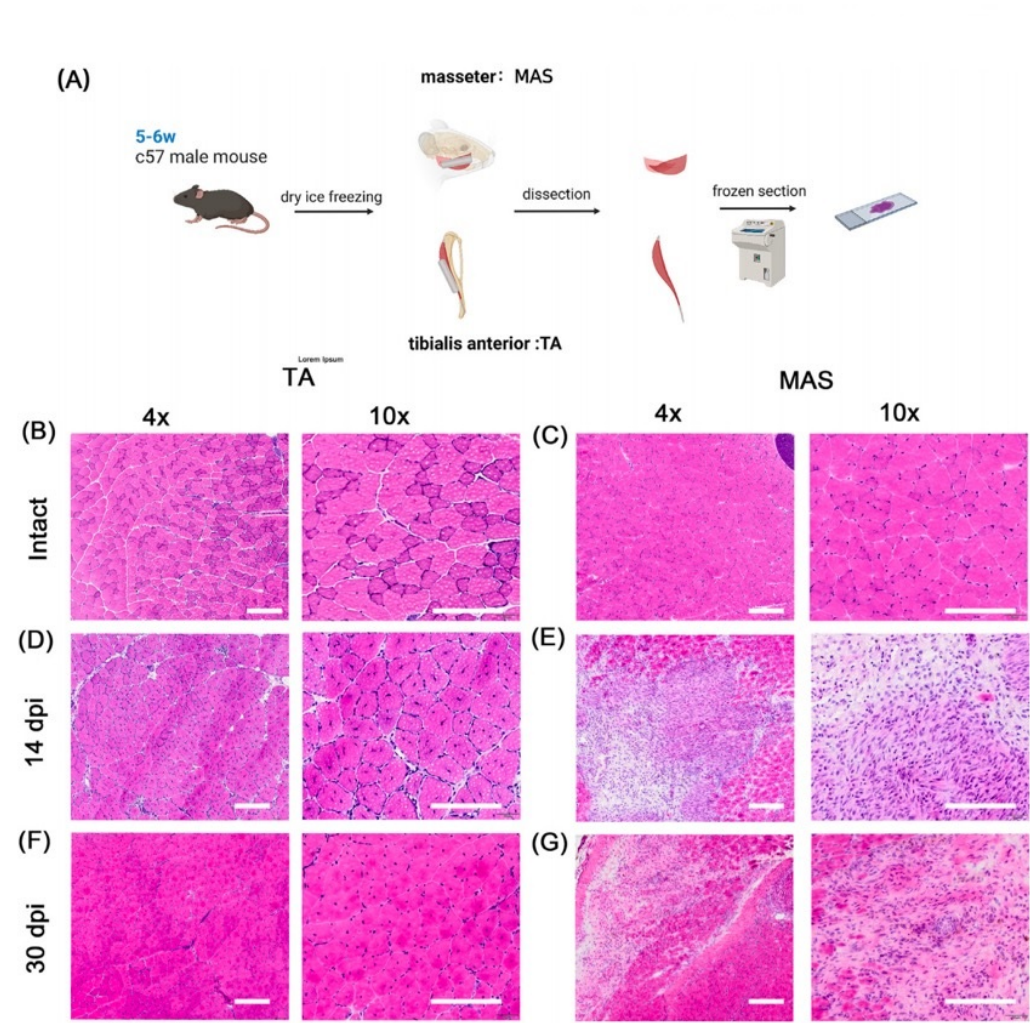 (A)
masseter: MAS
5-6w
c57 male mouse
dry ice freezing
dissection
frozen section
tibialis anterior :TA
Lorem Ipsum
TA
MAS
4x
10x
4x
10x
(B)
(C)
Intact
(D)
(E)
14 dpi
(F)
(G)
30 dpi